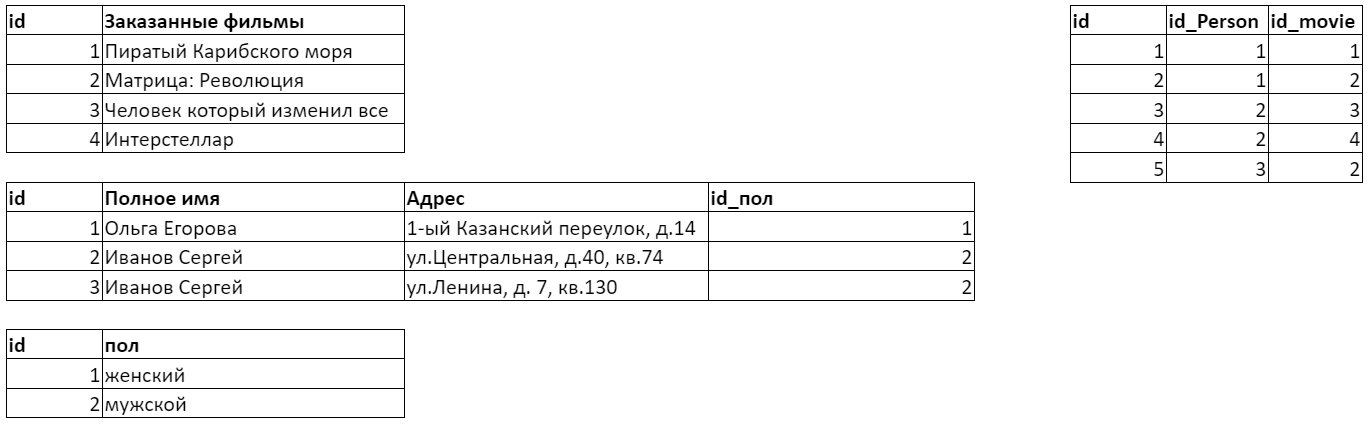 id Заказанные фильмы
1 Пиратый Карибского моря
2 Матрица: Революция
3 Человек который изменил все
4 Интерстеллар
id id_Person id_movie
1 1 1
2 1 2
3 2 3
4 2 4
5 3 2
id Полное имя Адрес id_пол
1 Ольга Егорова 1-ый Казанский переулок, д.14 1
2 Иванов Сергей ул.Центральная, д.40, кв.74 2
3 Иванов Сергей ул.Ленина, д. 7, кв.130 2
id пол
1 женский
2 мужской